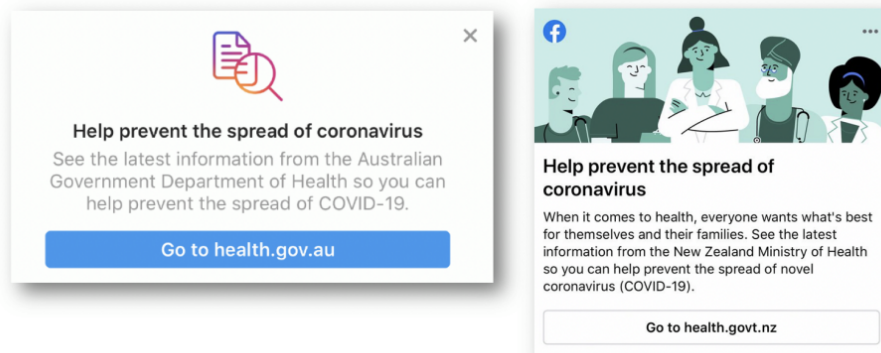 Help prevent the spread of coronavirus
See the latest information from the Australian
Government Department of Health so you can
help prevent the spread of COVID-19.
Go to health.gov.au
Help prevent the spread of
coronavirus
When it comes to health, everyone wants what's best
for themselves and their families. See the latest
information from the New Zealand Ministry of Health
so you can help prevent the spread of novel
coronavirus (COVID-19).
Go to health.govt.nz